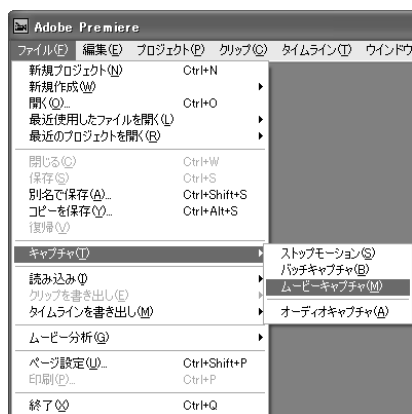 Adobe Premiere
ファイル(F) 編集(E) プロジェクト(P) クリップ(C) タイムライン(T) ウインドウ
新規プロジェクト(N) Ctrl+N
新規作成(W)
開く(O)... Ctrl+O
最近使用したファイルを開く(L)
最近のプロジェクトを開く(R)
閉じる(C) Ctrl+W
保存(S) Ctrl+S
別名で保存(A)... Ctrl+Shift+S
コピーを保存(Y)... Ctrl+Alt+S
復帰(V)
キャプチャ(T)
ストップモーション(S)
バッチキャプチャ(B)
ムービーキャプチャ(M)
オーディオキャプチャ(A)
読み込み(I)
クリップを書き出し(E)
タイムラインを書き出し(M)
ムービー分析(G)
ページ設定(U)... Ctrl+Shift+P
印刷(P)... Ctrl+P
終了(X) Ctrl+Q